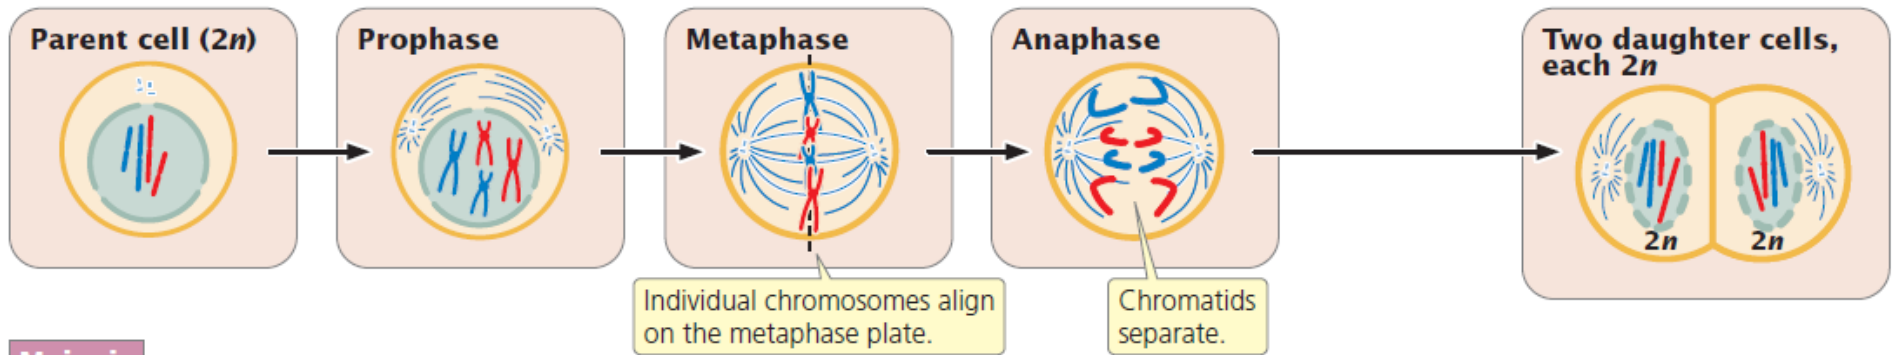 Parent cell (2n)
Prophase
Metaphase
Anaphase
Two daughter cells,
each 2n
2n
2n
Individual chromosomes align
on the metaphase plate.
Chromatids
separate.